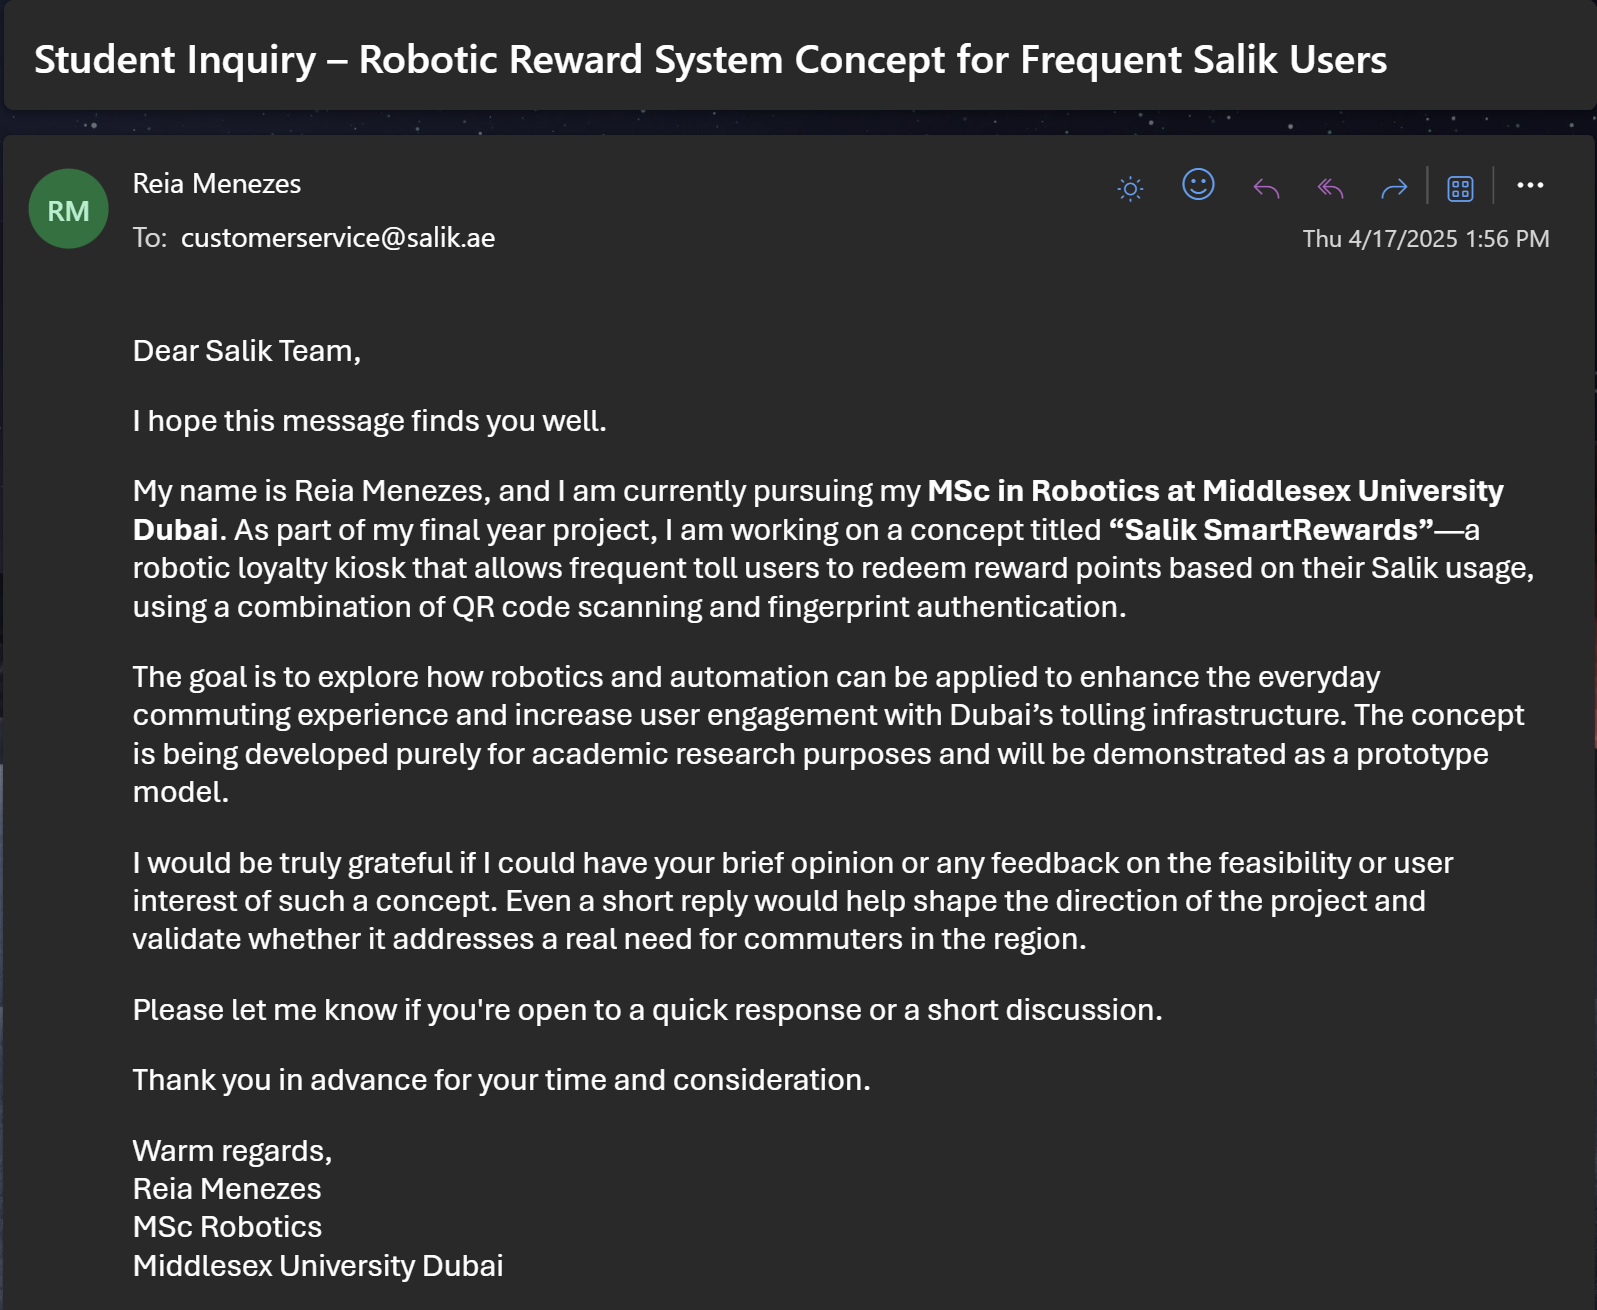 Student Inquiry – Robotic Reward System Concept for Frequent Salik Users
RM
Reia Menezes
To: customerservice@salik.ae
Thu 4/17/2025 1:56 PM
Dear Salik Team,
I hope this message finds you well.
My name is Reia Menezes, and I am currently pursuing my MSc in Robotics at Middlesex University
Dubai. As part of my final year project, I am working on a concept titled “Salik SmartRewards”—a
robotic loyalty kiosk that allows frequent toll users to redeem reward points based on their Salik usage,
using a combination of QR code scanning and fingerprint authentication.
The goal is to explore how robotics and automation can be applied to enhance the everyday
commuting experience and increase user engagement with Dubai’s tolling infrastructure. The concept
is being developed purely for academic research purposes and will be demonstrated as a prototype
model.
I would be truly grateful if I could have your brief opinion or any feedback on the feasibility or user
interest of such a concept. Even a short reply would help shape the direction of the project and
validate whether it addresses a real need for commuters in the region.
Please let me know if you're open to a quick response or a short discussion.
Thank you in advance for your time and consideration.
Warm regards,
Reia Menezes
MSc Robotics
Middlesex University Dubai